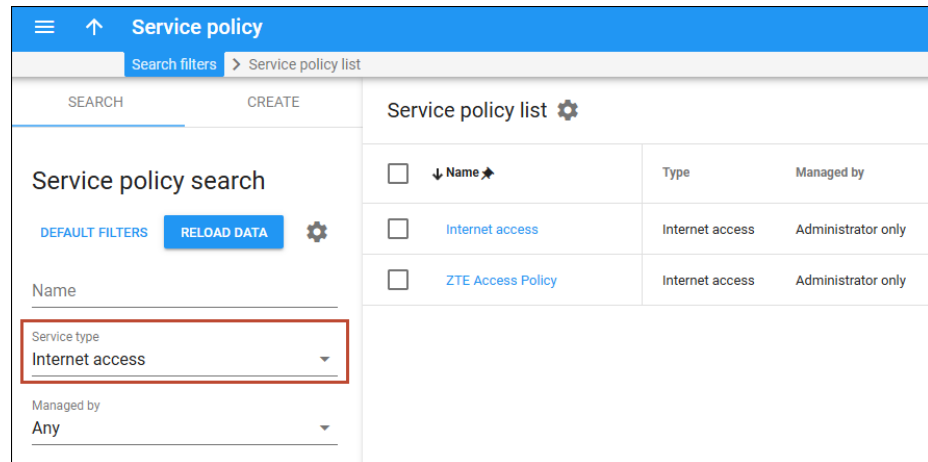 Service policy
Search filters > Service policy list
SEARCH CREATE
Service policy search
DEFAULT FILTERS RELOAD DATA
Name
Service type
Internet access
Managed by
Any
Service policy list
Name Type Managed by
Internet access Internet access Administrator only
ZTE Access Policy Internet access Administrator only